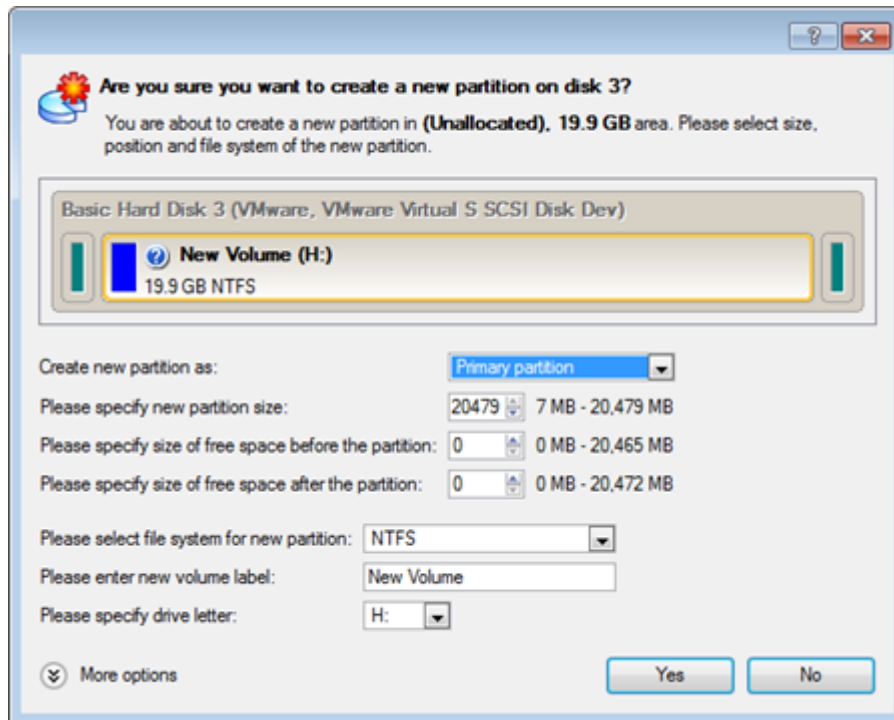 Are you sure you want to create a new partition on disk 3?
You are about to create a new partition in (Unallocated), 19.9 GB area. Please select size,
position and file system of the new partition.
Basic Hard Disk 3 (VMware, VMware Virtual S SCSI Disk Dev)
New Volume (H:)
19.9 GB NTFS
Create new partition as: Primary partition
Please specify new partition size: 20479 7 MB - 20,479 MB
Please specify size of free space before the partition: 0 0 MB - 20,465 MB
Please specify size of free space after the partition: 0 0 MB - 20,472 MB
Please select file system for new partition: NTFS
Please enter new volume label: New Volume
Please specify drive letter: H:
More options Yes No